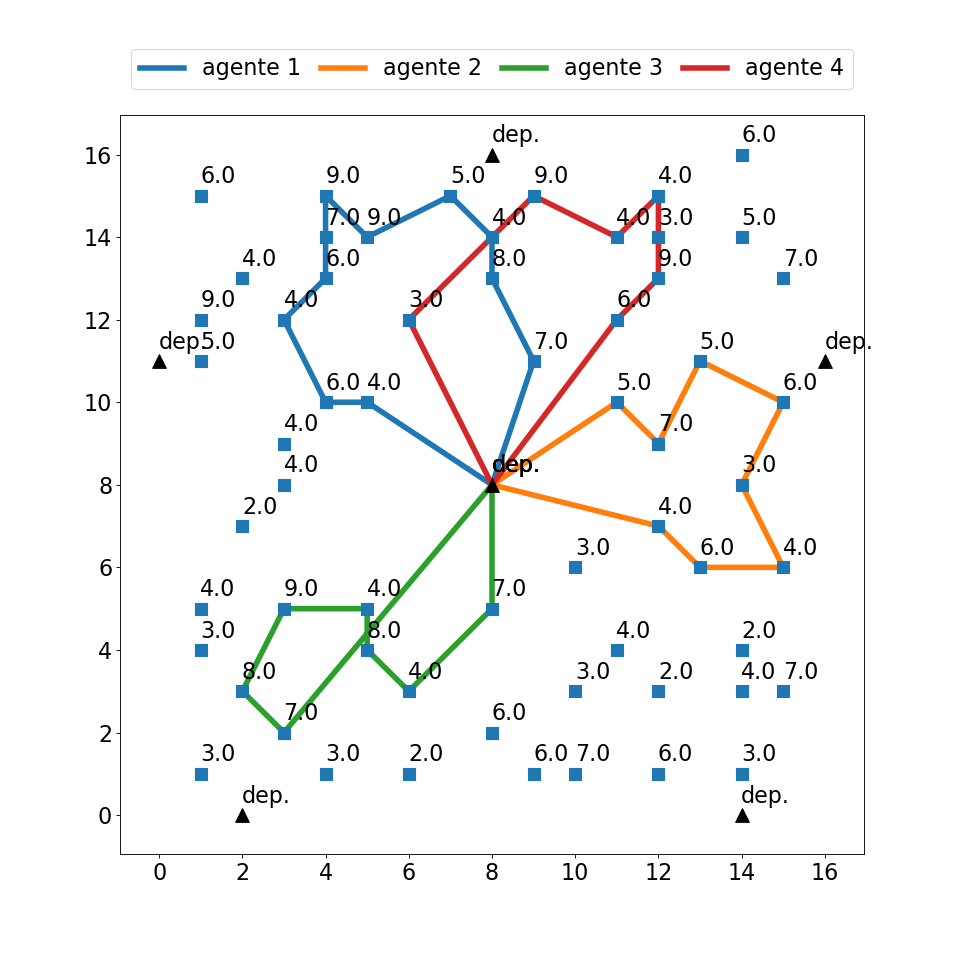 agente 1 agente 2 agente 3 agente 4
dep. 6.0
16
6.0 9.0 5.0 9.0 4.0
7.0 9.0 4.0 4.0 3.0 5.0
14
4.0 6.0 8.0 9.0 7.0
9.0 4.0 3.0 6.0
12
dep. 5.0 7.0 5.0 dep.
6.0 4.0 5.0 6.0
10
4.0 7.0
4.0 dep. dep. 3.0
8
2.0 4.0
3.0 6.0 4.0
6
4.0 9.0 4.0 7.0
3.0 8.0 4.0 2.0
4
8.0 4.0 3.0 2.0 4.0 7.0
7.0 6.0
2
3.0 3.0 2.0 6.0 7.0 6.0 3.0
dep. dep.
0
0 2 4 6 8 10 12 14 16